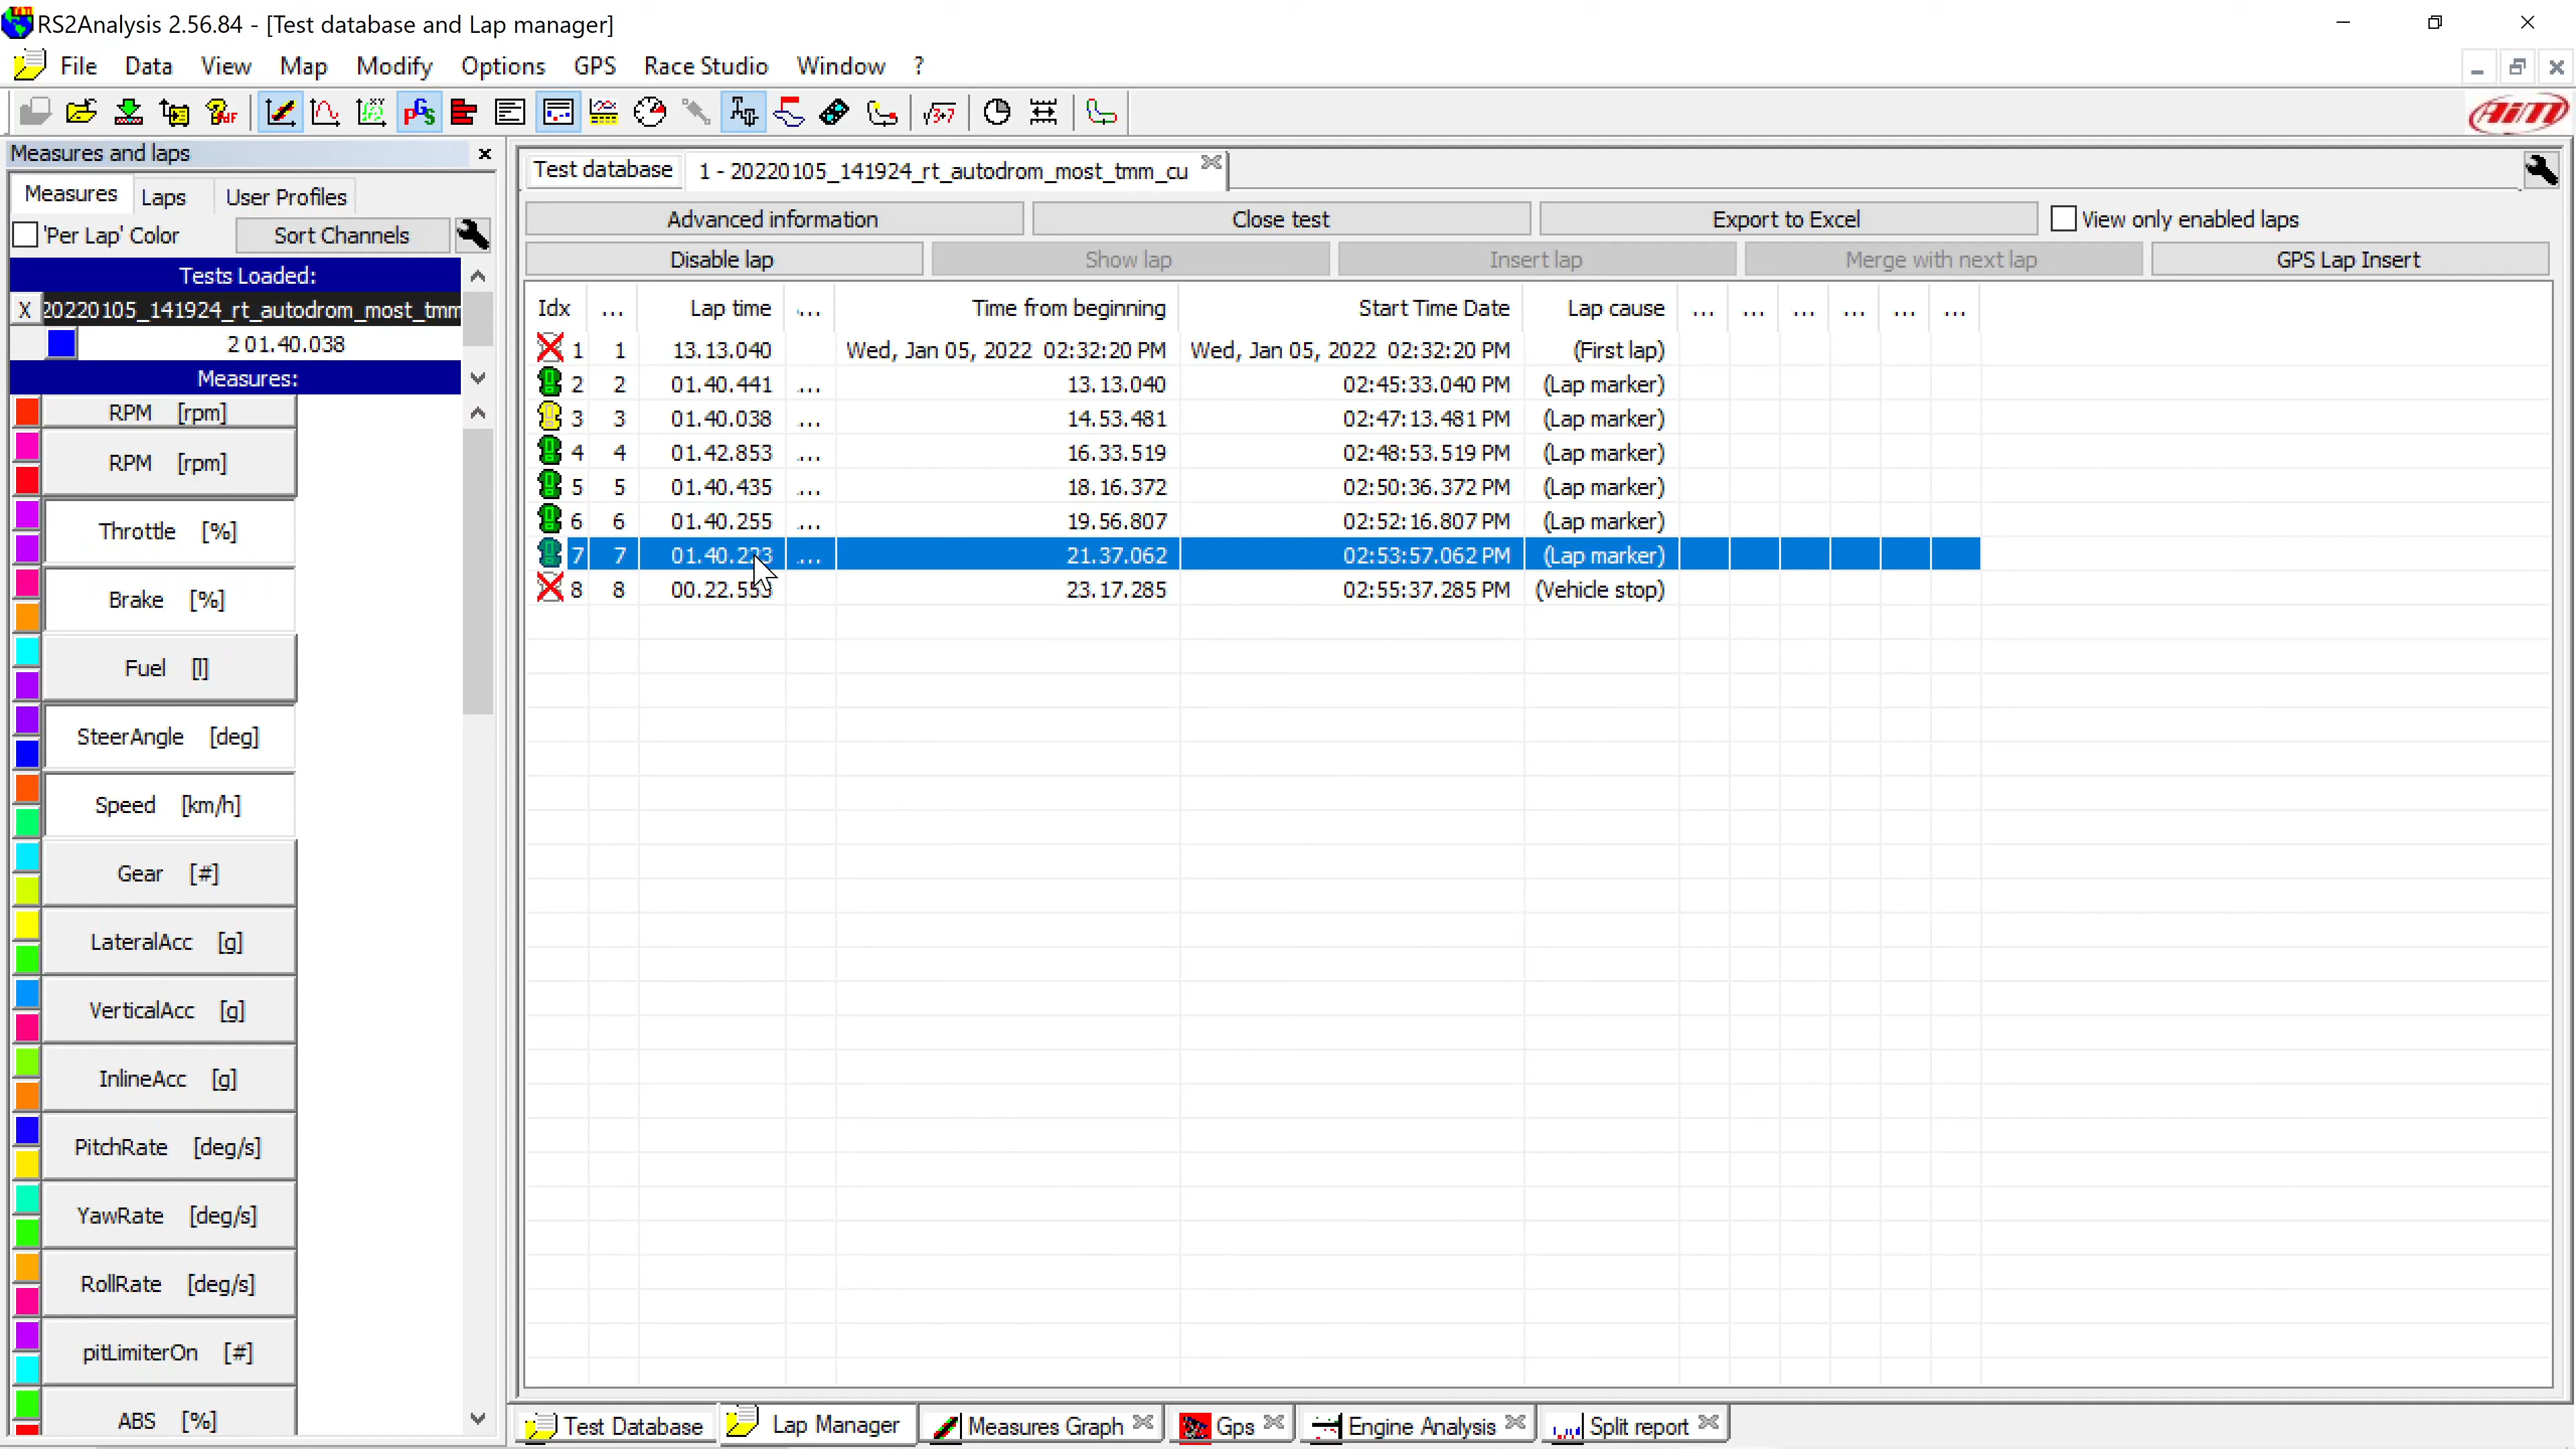 RS2Analysis 2.56.84 - [Test database and Lap manager]
File Data View Map Modify Options GPS Race Studio Window ?
AiM
Measures and laps
Measures Laps User Profiles
'Per Lap' Color Sort Channels
Tests Loaded:
X 20220105_141924_rt_autodrom_most_tmm
2 01.40.038
Measures:
RPM [rpm]
RPM [rpm]
Throttle [%]
Brake [%]
Fuel [l]
SteerAngle [deg]
Speed [km/h]
Gear [#]
LateralAcc [g]
VerticalAcc [g]
InlineAcc [g]
PitchRate [deg/s]
YawRate [deg/s]
RollRate [deg/s]
pitLimiterOn [#]
ABS [%]
Test database 1 - 20220105_141924_rt_autodrom_most_tmm_cu
Advanced information Close test Export to Excel View only enabled laps
Disable lap Show lap Insert lap Merge with next lap GPS Lap Insert
Idx ... Lap time ... Time from beginning Start Time Date Lap cause ... ... ... ... ... ...
1 1 13.13.040 Wed, Jan 05, 2022 02:32:20 PM Wed, Jan 05, 2022 02:32:20 PM (First lap)
2 2 01.40.441 ... 13.13.040 02:45:33.040 PM (Lap marker)
3 3 01.40.038 ... 14.53.481 02:47:13.481 PM (Lap marker)
4 4 01.42.853 ... 16.33.519 02:48:53.519 PM (Lap marker)
5 5 01.40.435 ... 18.16.372 02:50:36.372 PM (Lap marker)
6 6 01.40.255 ... 19.56.807 02:52:16.807 PM (Lap marker)
7 7 01.40.223 ... 21.37.062 02:53:57.062 PM (Lap marker)
8 8 00.22.553 23.17.285 02:55:37.285 PM (Vehicle stop)
Test Database Lap Manager Measures Graph Gps Engine Analysis Split report